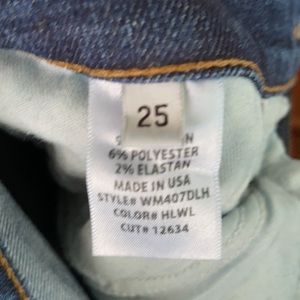 25
6% POLYESTER
2% ELASTAN
MADE IN USA
STYLE# WM407DLH
COLOR# HLWL
CUT# 12634